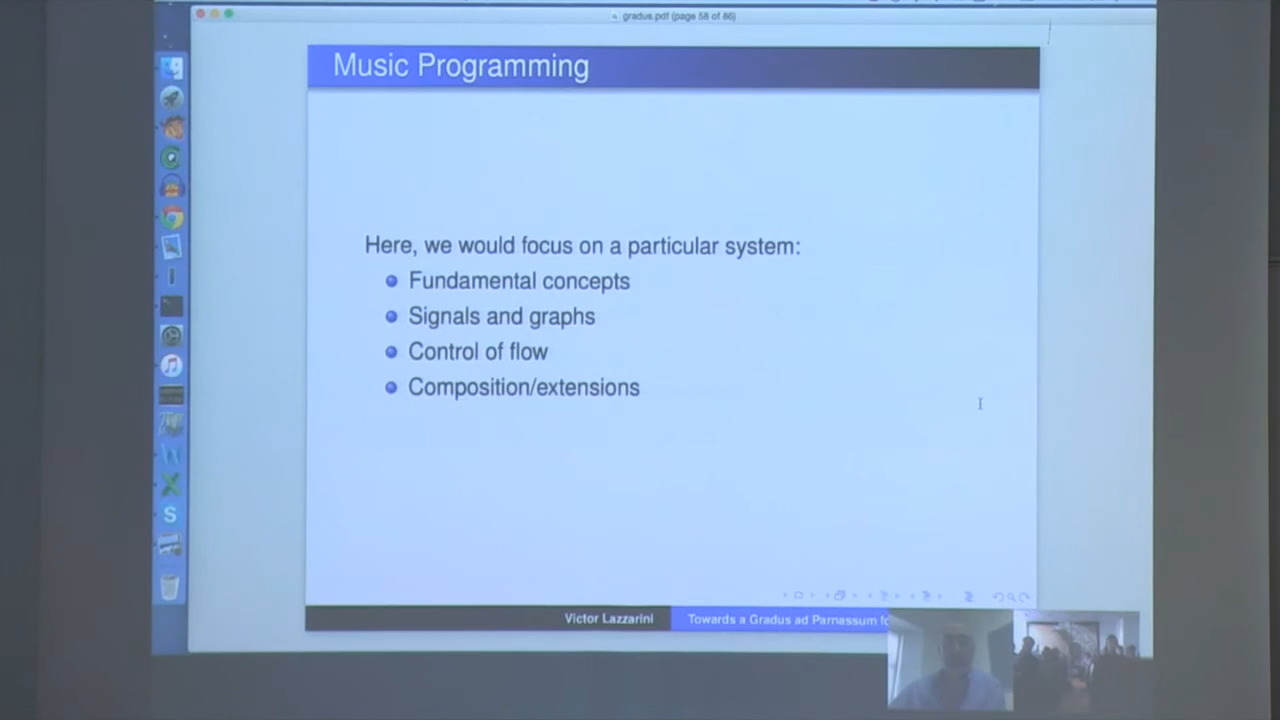 gradus.pdf (page 58 of 86)
Music Programming
Here, we would focus on a particular system:
Fundamental concepts
Signals and graphs
Control of flow
Composition/extensions
S
Victor Lazzarini
Towards a Gradus ad Parnassum